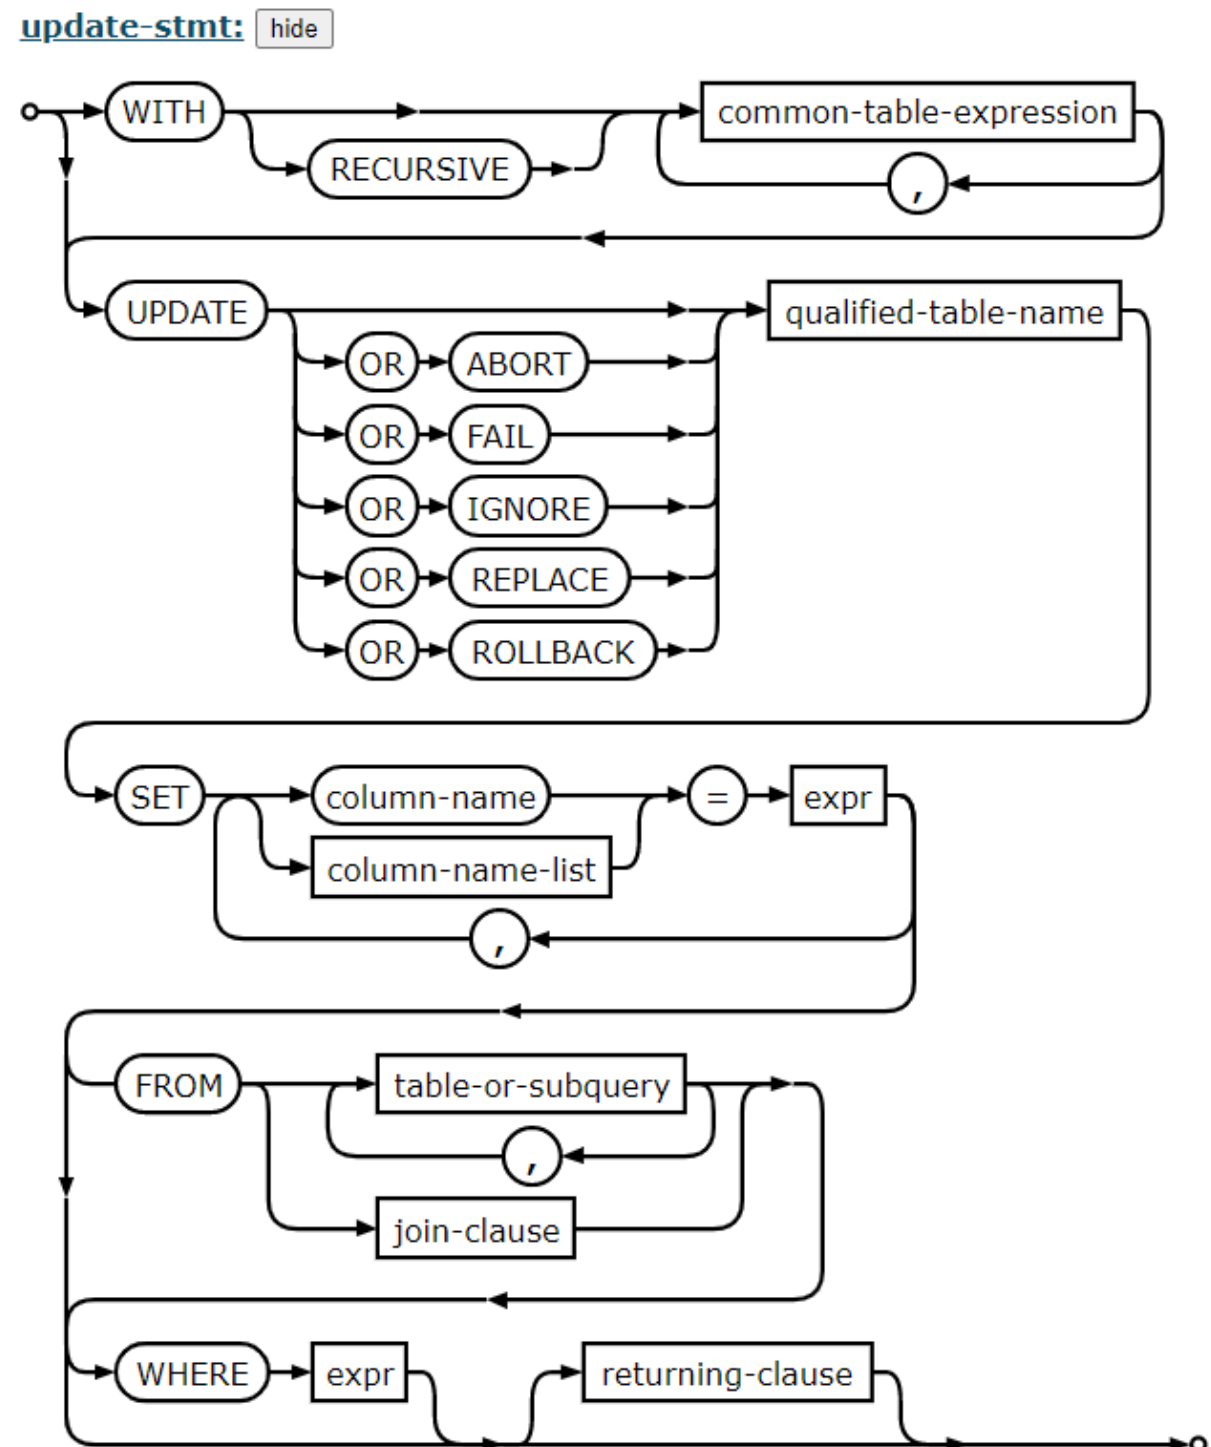 update-stmt: hide
WITH common-table-expression
RECURSIVE
,
UPDATE qualified-table-name
OR ABORT
OR FAIL
OR IGNORE
OR REPLACE
OR ROLLBACK
SET column-name = expr
column-name-list
,
FROM table-or-subquery
,
join-clause
WHERE expr returning-clause